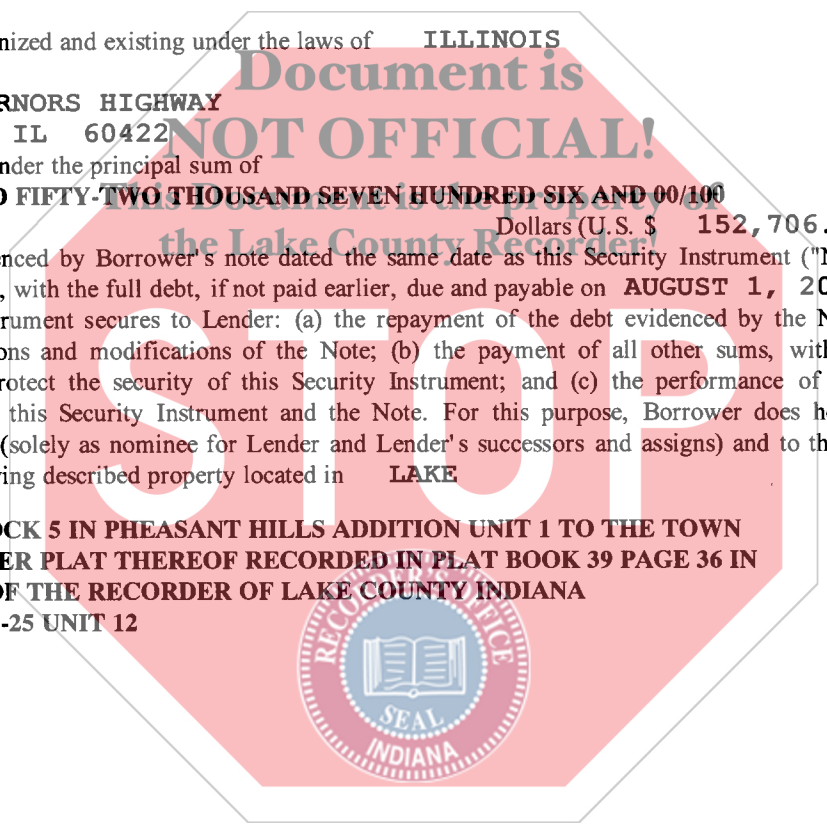 nized and existing under the laws of ILLINOIS
Document is
RNORS HIGHWAY
IL 60422
NOT OFFICIAL!
nder the principal sum of
FIFTY-TWO THOUSAND SEVEN HUNDRED SIX AND 00/100
This Document is the property of
Dollars (U.S. $ 152,706.
the Lake County Recorder!
nced by Borrower's note dated the same date as this Security Instrument ("N
, with the full debt, if not paid earlier, due and payable on AUGUST 1, 20
rument secures to Lender: (a) the repayment of the debt evidenced by the N
ons and modifications of the Note; (b) the payment of all other sums, with
rotect the security of this Security Instrument; and (c) the performance of
this Security Instrument and the Note. For this purpose, Borrower does h
(solely as nominee for Lender and Lender's successors and assigns) and to th
ing described property located in LAKE
STOP
CK 5 IN PHEASANT HILLS ADDITION UNIT 1 TO THE TOWN
ER PLAT THEREOF RECORDED IN PLAT BOOK 39 PAGE 36 IN
F THE RECORDER OF LAKE COUNTY INDIANA
-25 UNIT 12
RECORDER'S OFFICE
SEAL
INDIANA